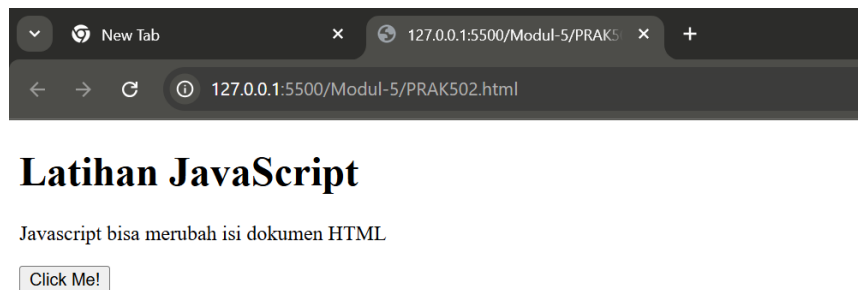 New Tab
127.0.0.1:5500/Modul-5/PRAK5
127.0.0.1:5500/Modul-5/PRAK502.html
Latihan JavaScript
Javascript bisa merubah isi dokumen HTML
Click Me!